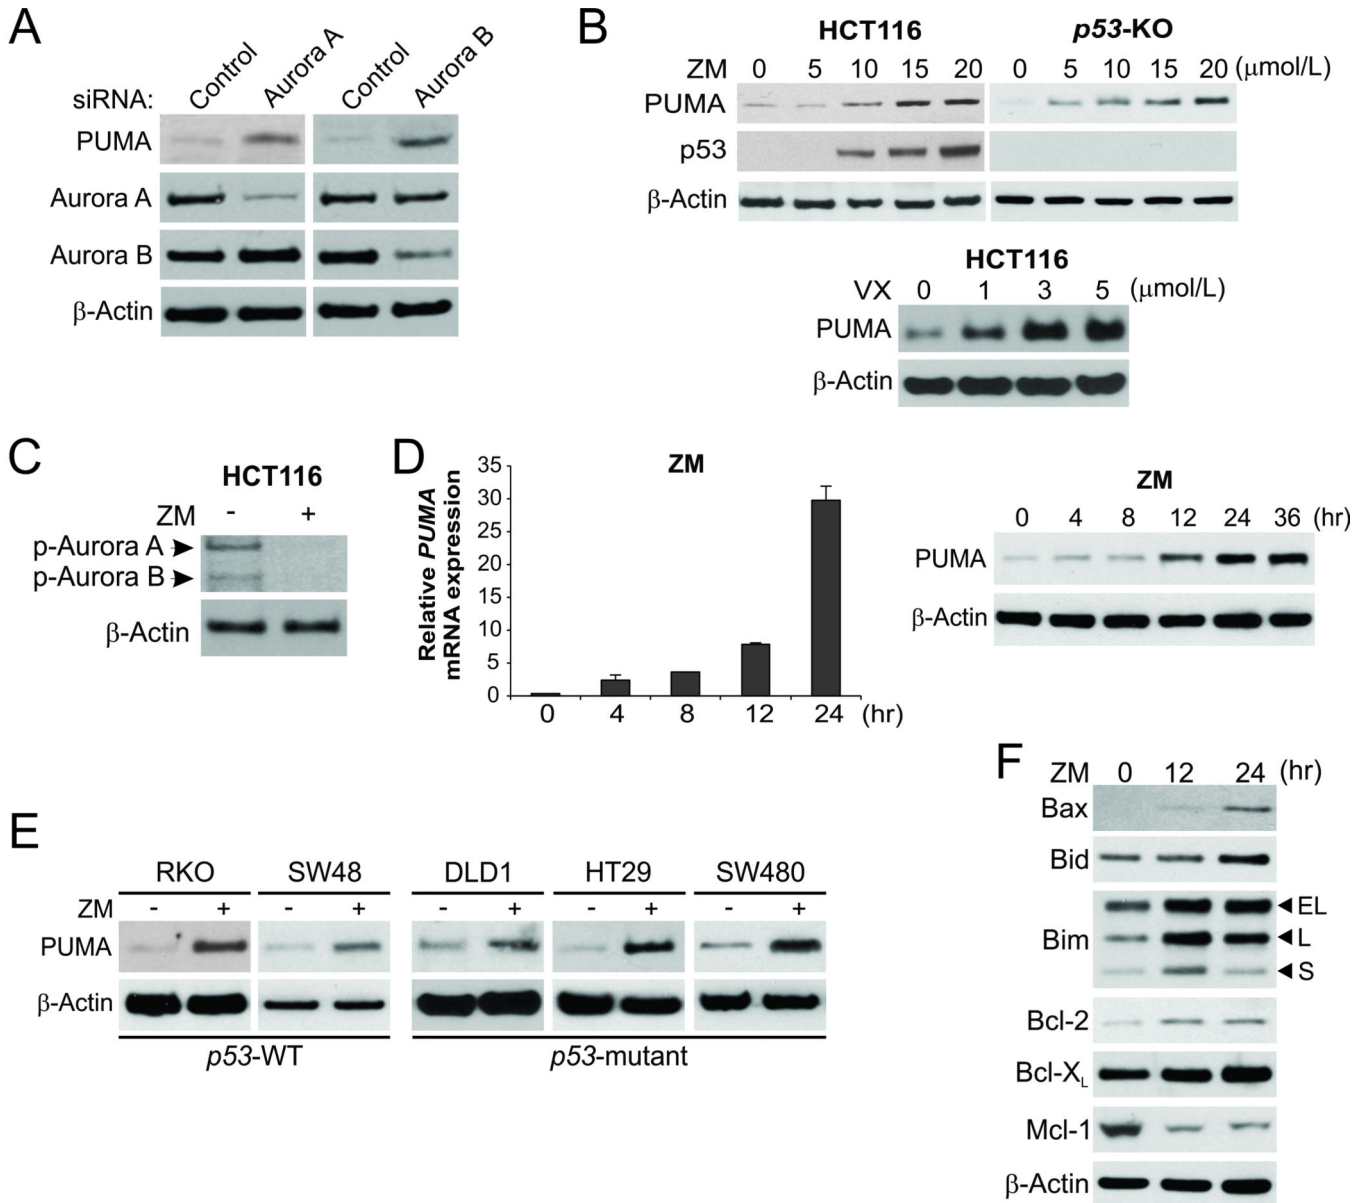 A
siRNA: Control Aurora A Control Aurora B
PUMA
Aurora A
Aurora B
β-Actin
B
HCT116 p53-KO
ZM 0 5 10 15 20 0 5 10 15 20 (μmol/L)
PUMA
p53
β-Actin
HCT116
VX 0 1 3 5 (μmol/L)
PUMA
β-Actin
C
HCT116
ZM - +
p-Aurora A
p-Aurora B
β-Actin
D
Relative PUMA
mRNA expression
ZM
35
30
25
20
15
10
5
0
0 4 8 12 24 (hr)
ZM
0 4 8 12 24 36 (hr)
PUMA
β-Actin
E
RKO SW48 DLD1 HT29 SW480
ZM - + - + - + - + - +
PUMA
β-Actin
p53-WT p53-mutant
F
ZM 0 12 24 (hr)
Bax
Bid
Bim EL
L
S
Bcl-2
Bcl-XL
Mcl-1
β-Actin